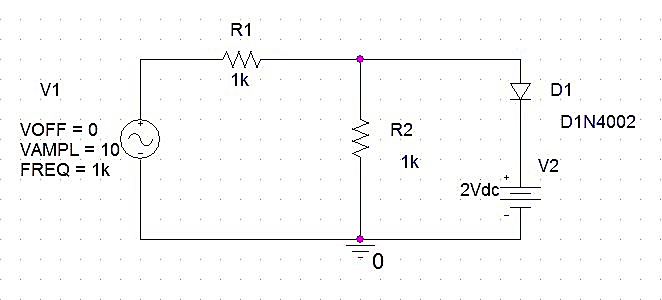 R1
1k
V1
VOFF = 0
VAMPL = 10
FREQ = 1k
R2
1k
D1
D1N4002
V2
2Vdc
0